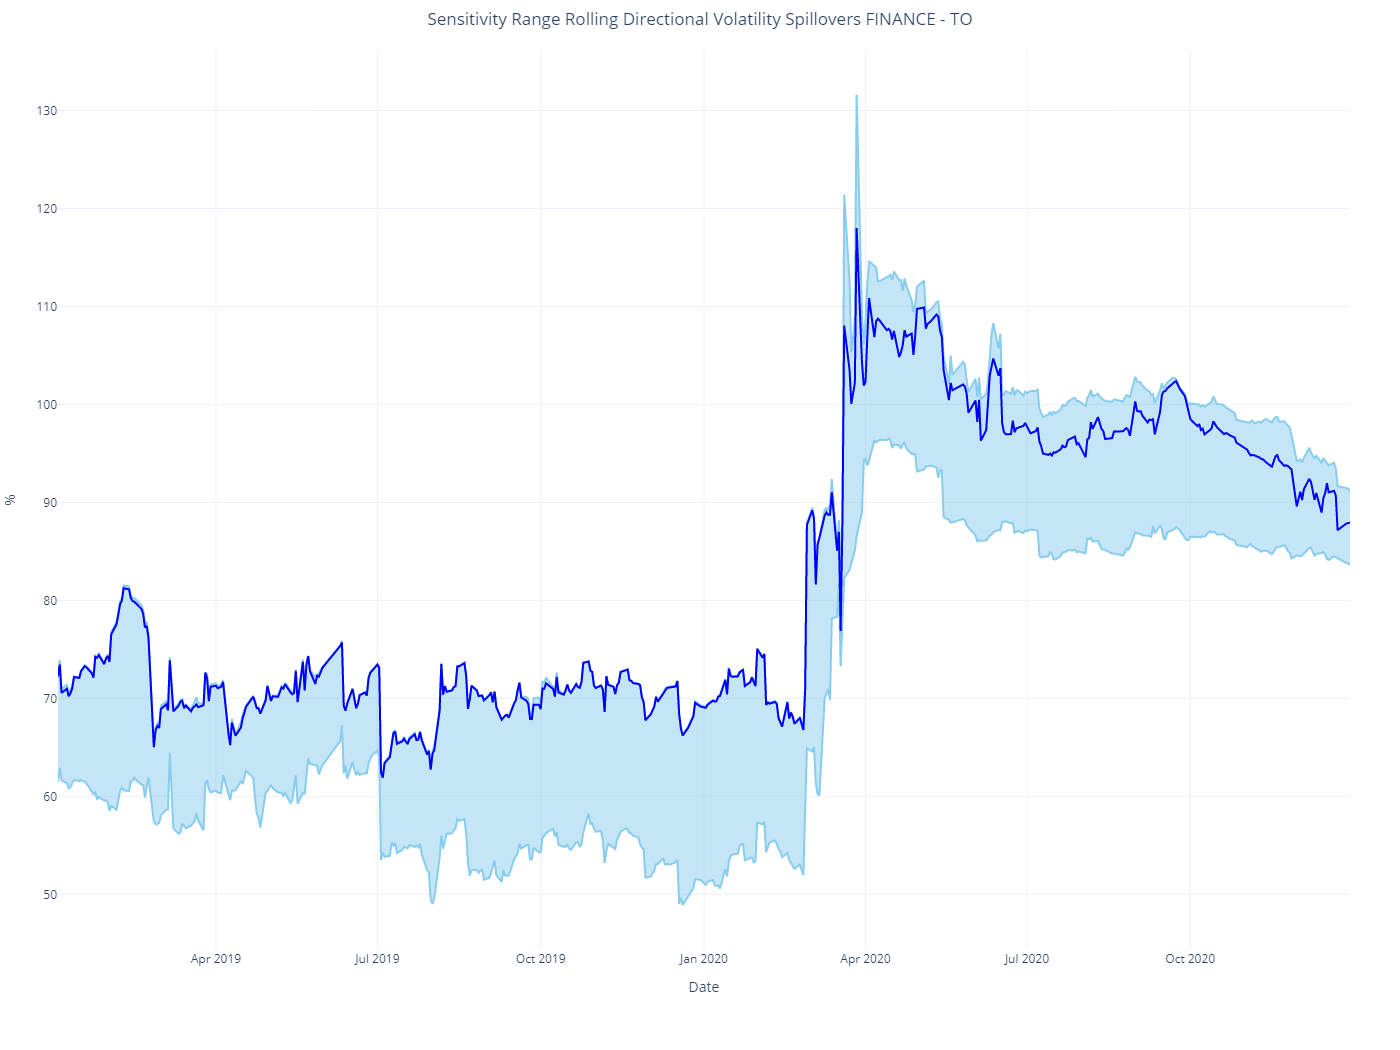 Sensitivity Range Rolling Directional Volatility Spillovers FINANCE - TO
130
120
110
100
90
80
70
60
50
%
Apr 2019
Jul 2019
Oct 2019
Jan 2020
Apr 2020
Jul 2020
Oct 2020
Date